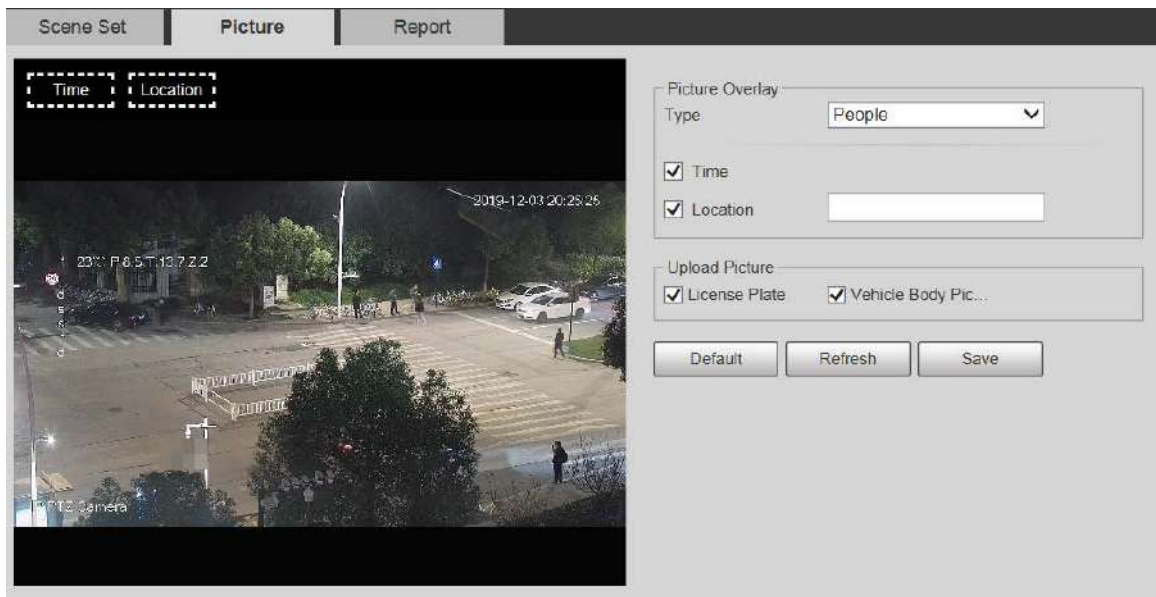 Scene Set Picture Report
Time Location
2019-12-03 20:25:25
PTZ Camera
Picture Overlay
Type People
Time
Location
Upload Picture
License Plate Vehicle Body Pic...
Default Refresh Save